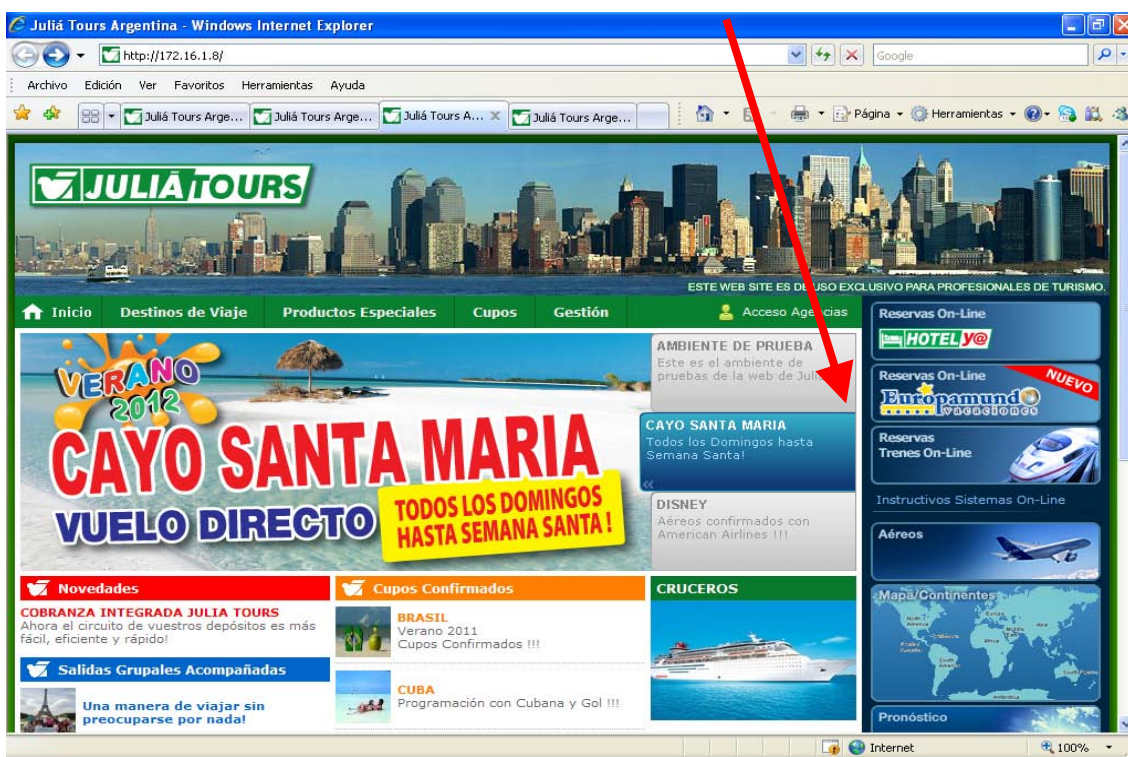 Juliá Tours Argentina - Windows Internet Explorer
http://172.16.1.8/
Google
Archivo Edición Ver Favoritos Herramientas Ayuda
Juliá Tours Arge...
Juliá Tours Arge...
Juliá Tours A...
Juliá Tours Arge...
Página
Herramientas
JULIÁ TOURS
ESTE WEB SITE ES DE USO EXCLUSIVO PARA PROFESIONALES DE TURISMO.
Inicio Destinos de Viaje Productos Especiales Cupos Gestión Acceso Agencias
VERANO
2012
CAYO SANTA MARIA
VUELO DIRECTO
TODOS LOS DOMINGOS
HASTA SEMANA SANTA !
AMBIENTE DE PRUEBA
Este es el ambiente de
pruebas de la web de
CAYO SANTA MARIA
Todos los Domingos hasta
Semana Santa!
«
DISNEY
Aéreos confirmados con
American Airlines !!!
Reservas On-Line
HOTEL Y@
Reservas On-Line
NUEVO
Europamundo
vacaciones
Reservas
Trenes On-Line
Instructivos Sistemas On-Line
Aéreos
Mapa/Continentes
Pronóstico
Novedades
COBRANZA INTEGRADA JULIA TOURS
Ahora el circuito de vuestros depósitos es más
fácil, eficiente y rápido!
Salidas Grupales Acompañadas
Una manera de viajar sin
preocuparse por nada!
Cupos Confirmados
BRASIL
Verano 2011
Cupos Confirmados !!!
CUBA
Programación con Cubana y Gol !!!
CRUCEROS
Internet
100%